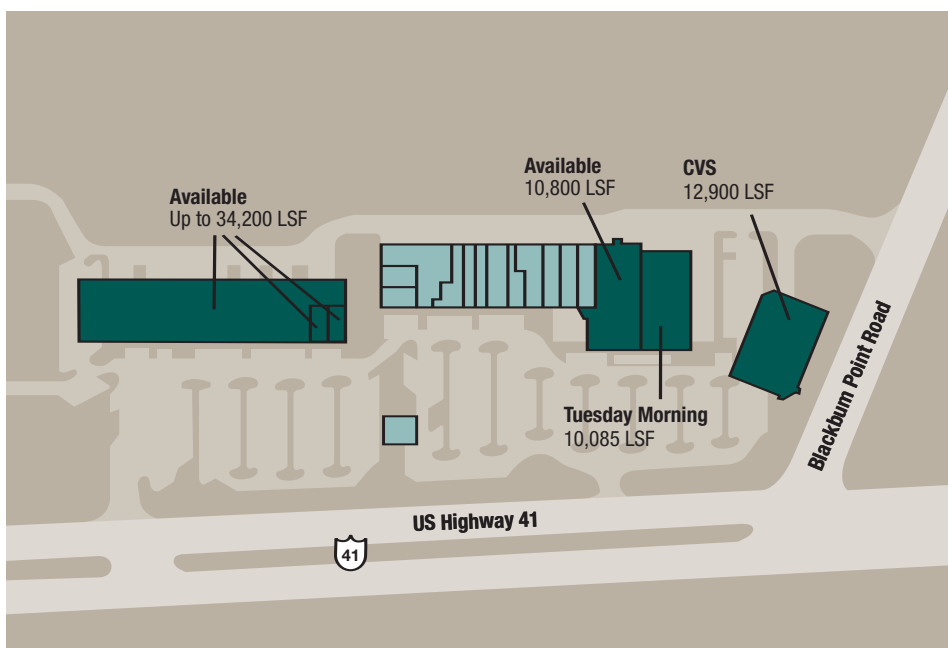 Available
Up to 34,200 LSF
Available
10,800 LSF
CVS
12,900 LSF
Tuesday Morning
10,085 LSF
Blackburn Point Road
US Highway 41
41